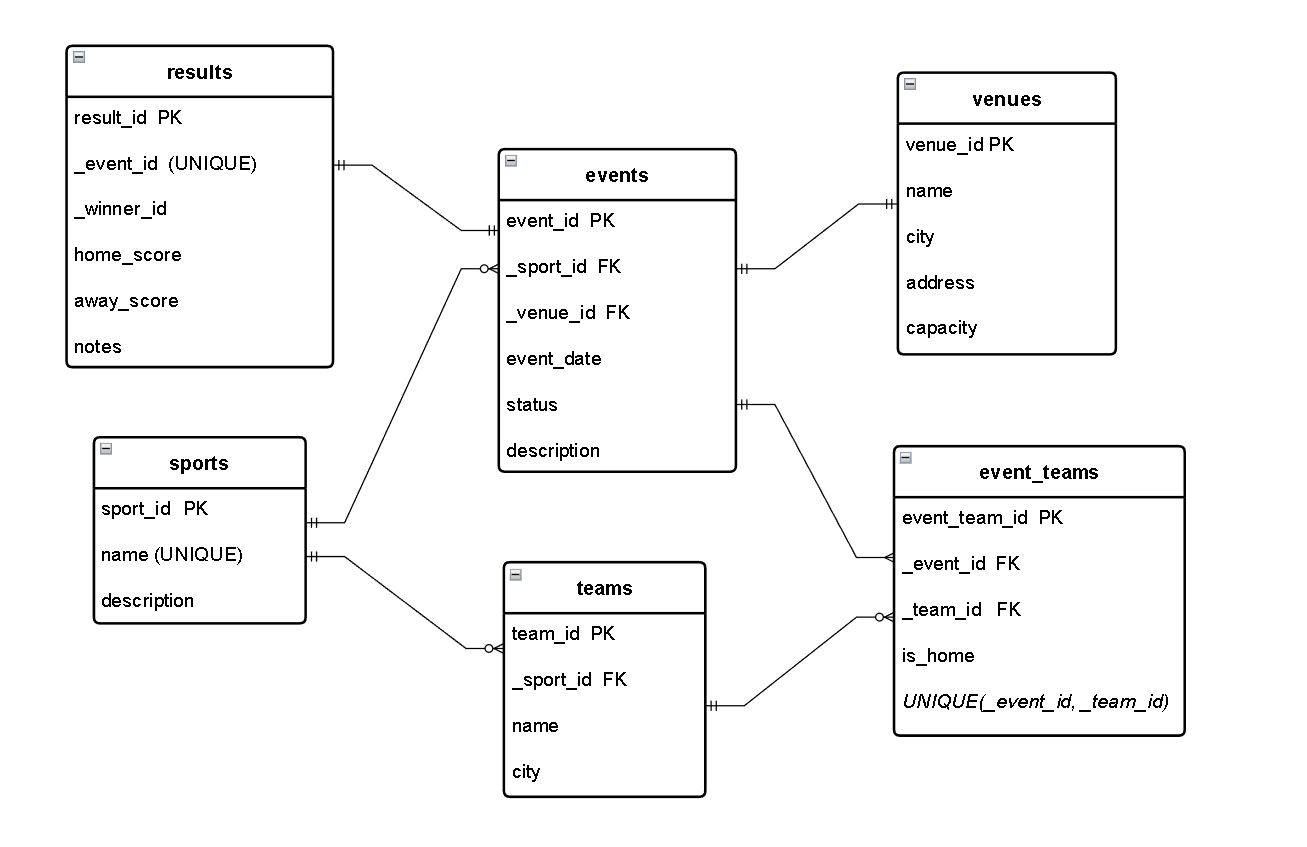 results
result_id PK
_event_id (UNIQUE)
_winner_id
home_score
away_score
notes
events
event_id PK
_sport_id FK
_venue_id FK
event_date
status
description
venues
venue_id PK
name
city
address
capacity
sports
sport_id PK
name (UNIQUE)
description
teams
team_id PK
_sport_id FK
name
city
event_teams
event_team_id PK
_event_id FK
_team_id FK
is_home
UNIQUE(_event_id, _team_id)